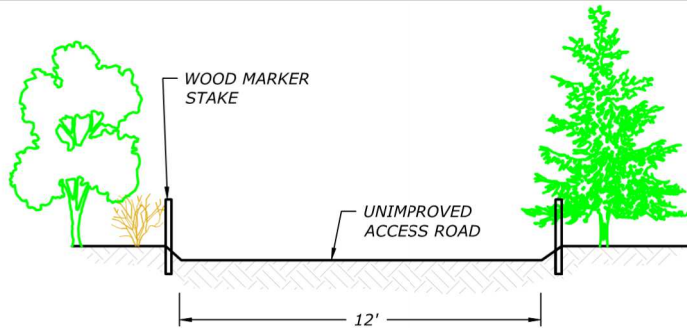 WOOD MARKER
STAKE
UNIMPROVED
ACCESS ROAD
12'